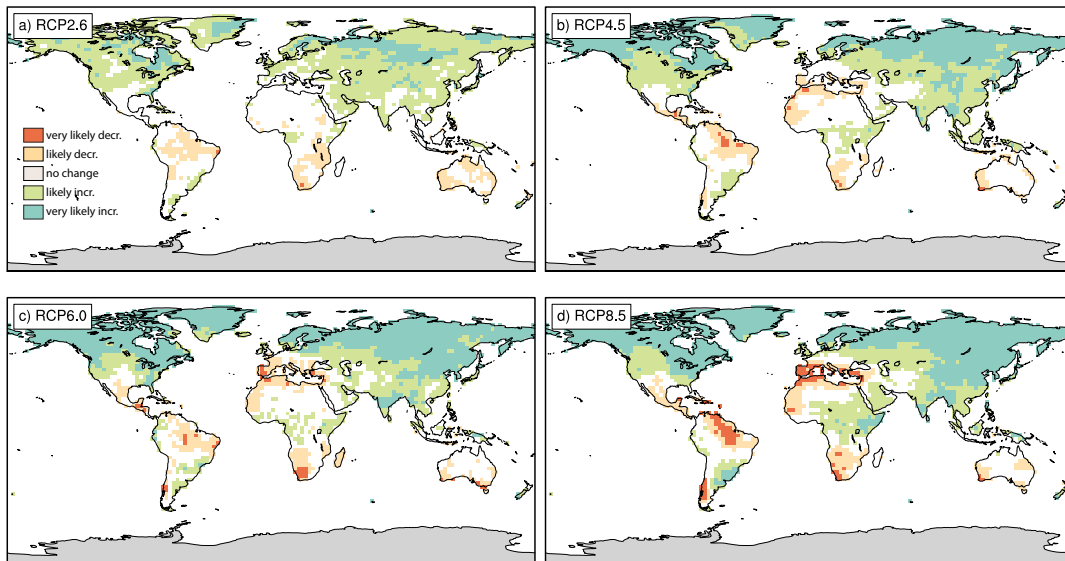 a) RCP2.6
b) RCP4.5
very likely decr.
likely decr.
no change
likely incr.
very likely incr.
c) RCP6.0
d) RCP8.5